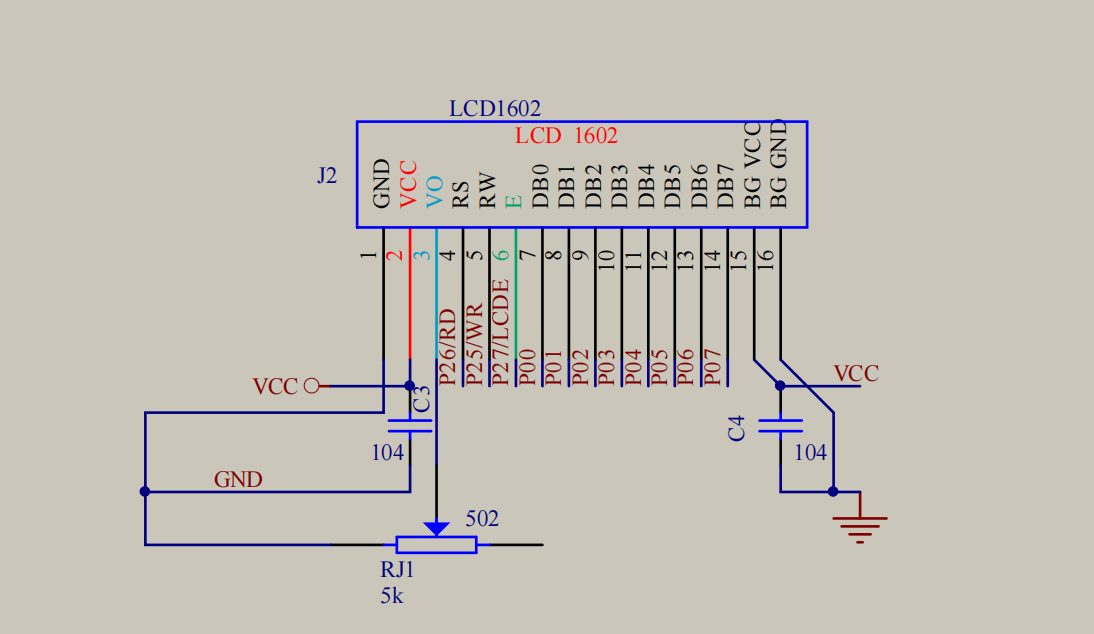 LCD1602
LCD 1602
J2
GND
VCC
VO
RS
RW
E
DB0
DB1
DB2
DB3
DB4
DB5
DB6
DB7
BG VCC
BG GND
1
2
3
4
5
6
7
8
9
10
11
12
13
14
15
16
P26/RD
P25/WR
P27/LCDE
P00
P01
P02
P03
P04
P05
P06
P07
VCC
C3
104
GND
VCC
C4
104
502
RJ1
5k